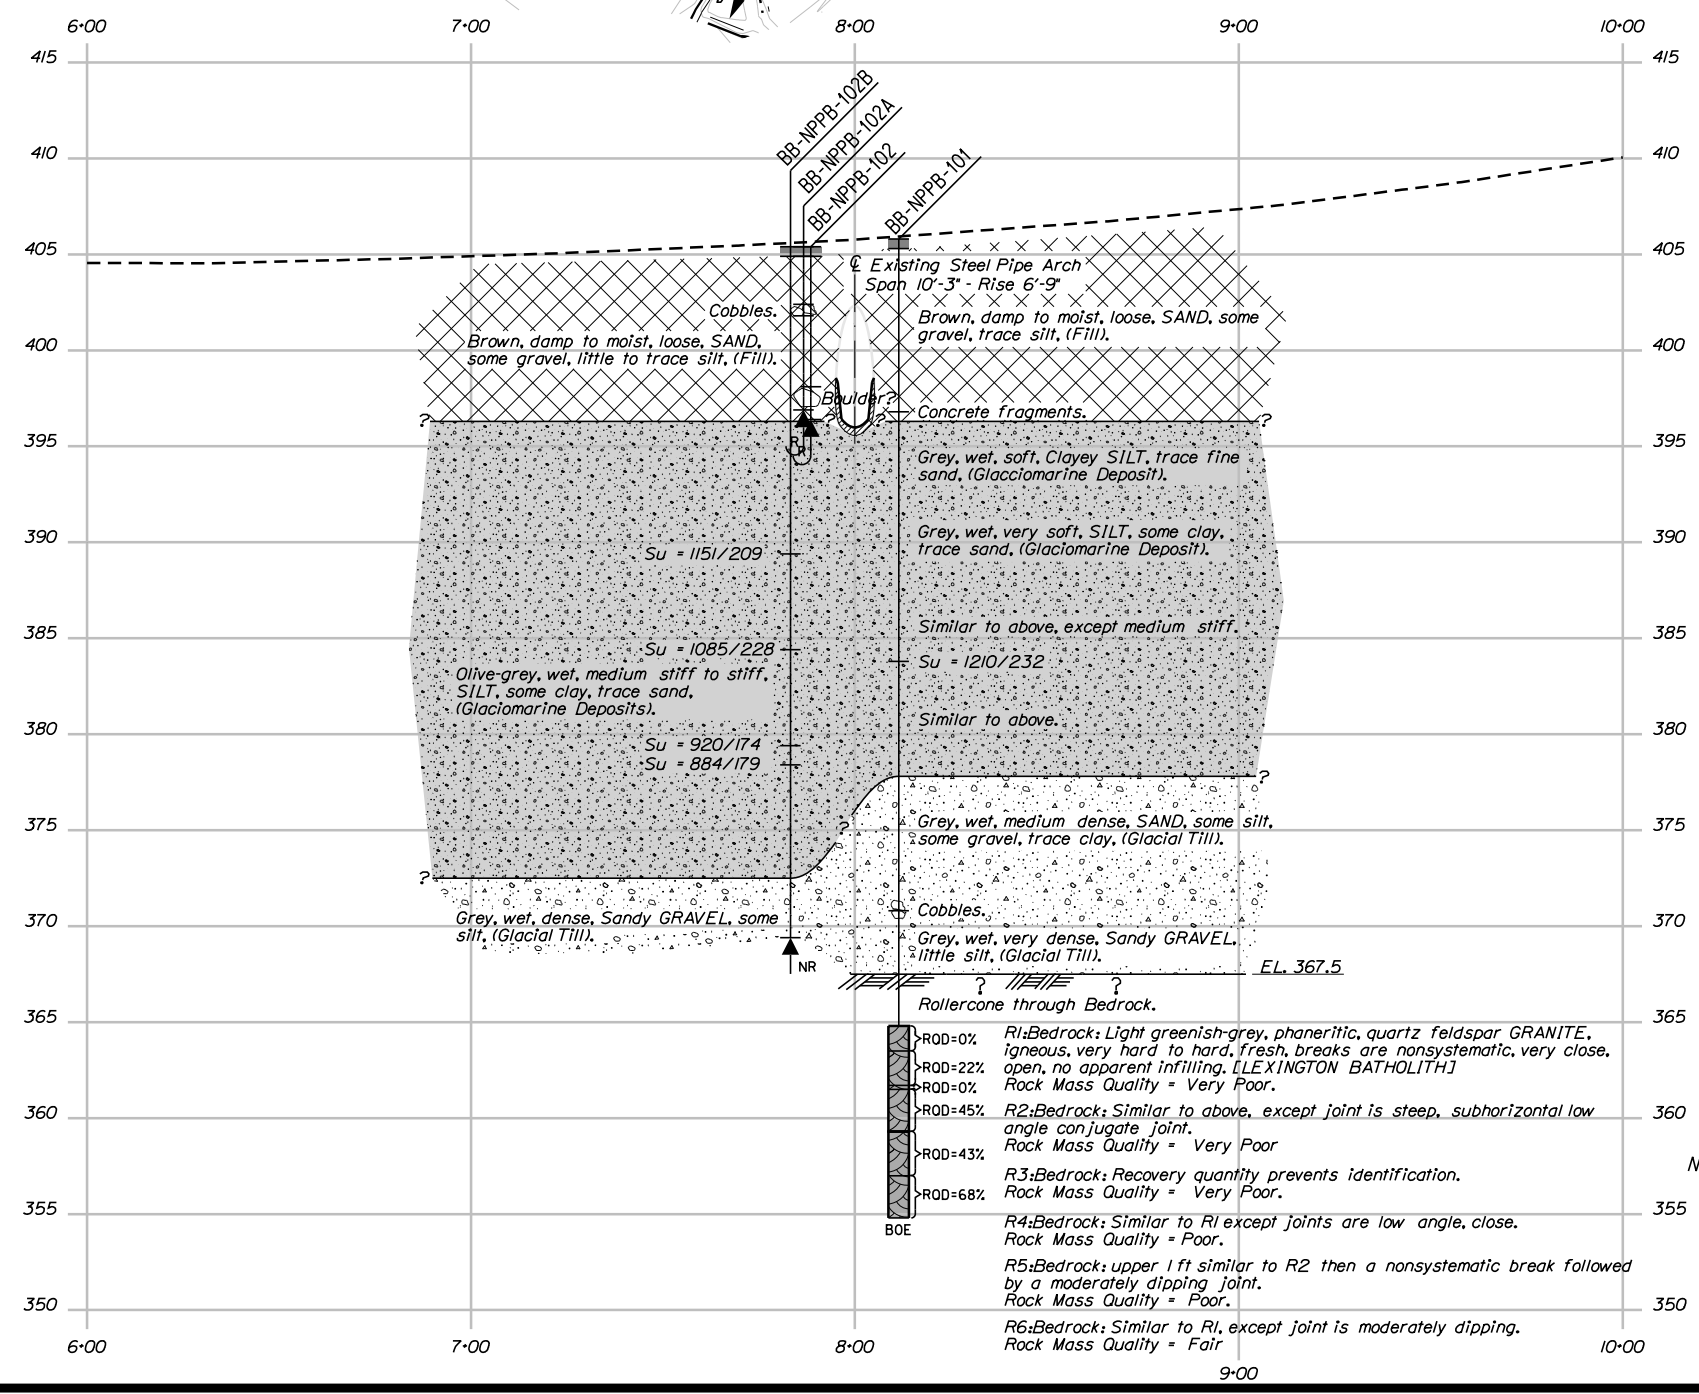 6+00 7+00 8+00 9+00 10+00
415 415
BB-NPPB-102B
BB-NPPB-102A
BB-NPPB-102
BB-NPPB-101
410 410
405 405
℄ Existing Steel Pipe Arch
Span 10'-3" - Rise 6'-9"
Cobbles.
Brown, damp to moist, loose, SAND, some
gravel, trace silt, (Fill).
Brown, damp to moist, loose, SAND,
some gravel, little to trace silt, (Fill).
400 400
Boulder?
Concrete fragments.
? ? ? ?
395 395
R
R
Grey, wet, soft, Clayey SILT, trace fine
sand, (Glacciomarine Deposit).
Grey, wet, very soft, SILT, some clay,
trace sand, (Glaciomarine Deposit).
390 390
Su = 1151/209
Similar to above, except medium stiff.
385 385
Su = 1085/228
Su = 1210/232
Olive-grey, wet, medium stiff to stiff,
SILT, some clay, trace sand,
(Glaciomarine Deposits).
Similar to above.
380 380
Su = 920/174
Su = 884/179
?
Grey, wet, medium dense, SAND, some silt,
some gravel, trace clay, (Glacial Till).
375 ? 375
?
Cobbles.
Grey, wet, dense, Sandy GRAVEL, some
silt, (Glacial Till).
370 370
Grey, wet, very dense, Sandy GRAVEL,
little silt, (Glacial Till).
NR
EL. 367.5
? ?
Rollercone through Bedrock.
365 365
RQD=0%
RQD=22%
RQD=0%
RQD=45%
RQD=43%
RQD=68%
BOE
R1:Bedrock: Light greenish-grey, phaneritic, quartz feldspar GRANITE,
igneous, very hard to hard, fresh, breaks are nonsystematic, very close,
open, no apparent infilling. [LEXINGTON BATHOLITH]
Rock Mass Quality = Very Poor.
360 360
R2:Bedrock: Similar to above, except joint is steep, subhorizontal low
angle conjugate joint.
Rock Mass Quality = Very Poor
R3:Bedrock: Recovery quantity prevents identification.
Rock Mass Quality = Very Poor.
355 355
R4:Bedrock: Similar to R1 except joints are low angle, close.
Rock Mass Quality = Poor.
R5:Bedrock: upper 1 ft similar to R2 then a nonsystematic break followed
by a moderately dipping joint.
Rock Mass Quality = Poor.
350 350
R6:Bedrock: Similar to R1, except joint is moderately dipping.
Rock Mass Quality = Fair
6+00 7+00 8+00 10+00
9+00